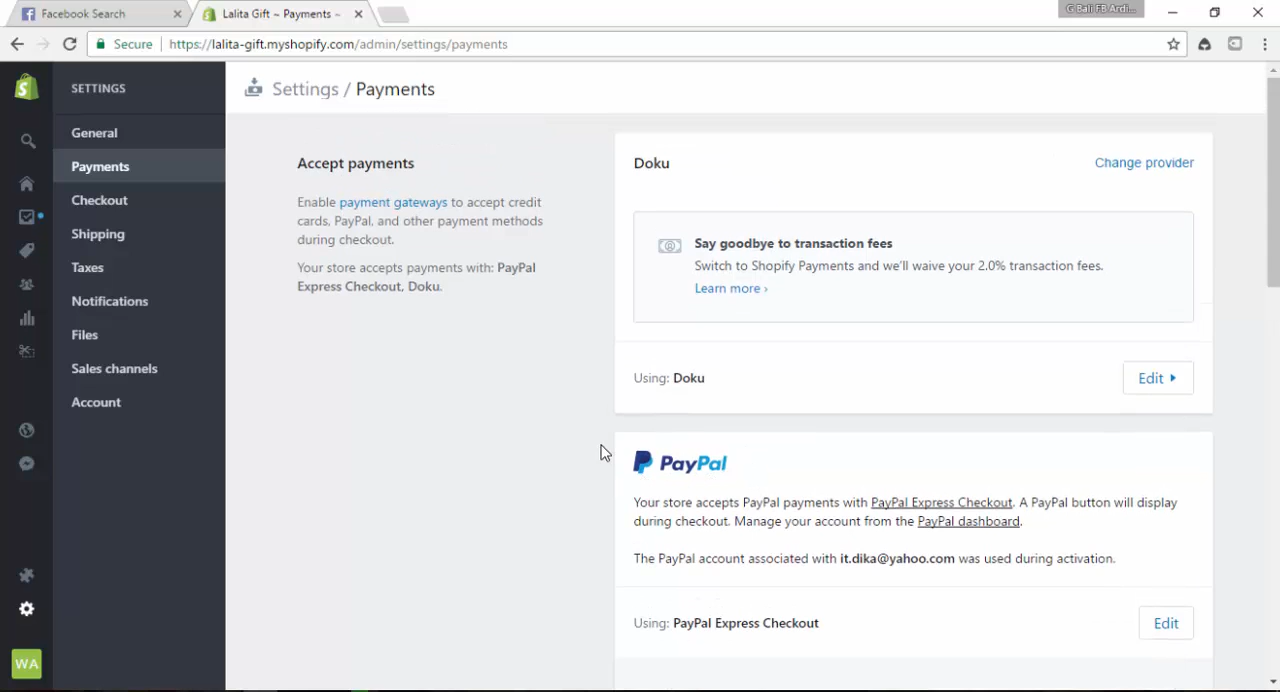 Facebook Search
Lalita Gift ~ Payments ~
G Bali FB Ardi...
Secure
https://lalita-gift.myshopify.com/admin/settings/payments
SETTINGS
General
Payments
Checkout
Shipping
Taxes
Notifications
Files
Sales channels
Account
WA
Settings / Payments
Accept payments
Enable payment gateways to accept credit
cards, PayPal, and other payment methods
during checkout.
Your store accepts payments with: PayPal
Express Checkout, Doku.
Doku
Change provider
Say goodbye to transaction fees
Switch to Shopify Payments and we'll waive your 2.0% transaction fees.
Learn more ›
Using: Doku
Edit
PayPal
Your store accepts PayPal payments with PayPal Express Checkout. A PayPal button will display
during checkout. Manage your account from the PayPal dashboard.
The PayPal account associated with it.dika@yahoo.com was used during activation.
Using: PayPal Express Checkout
Edit